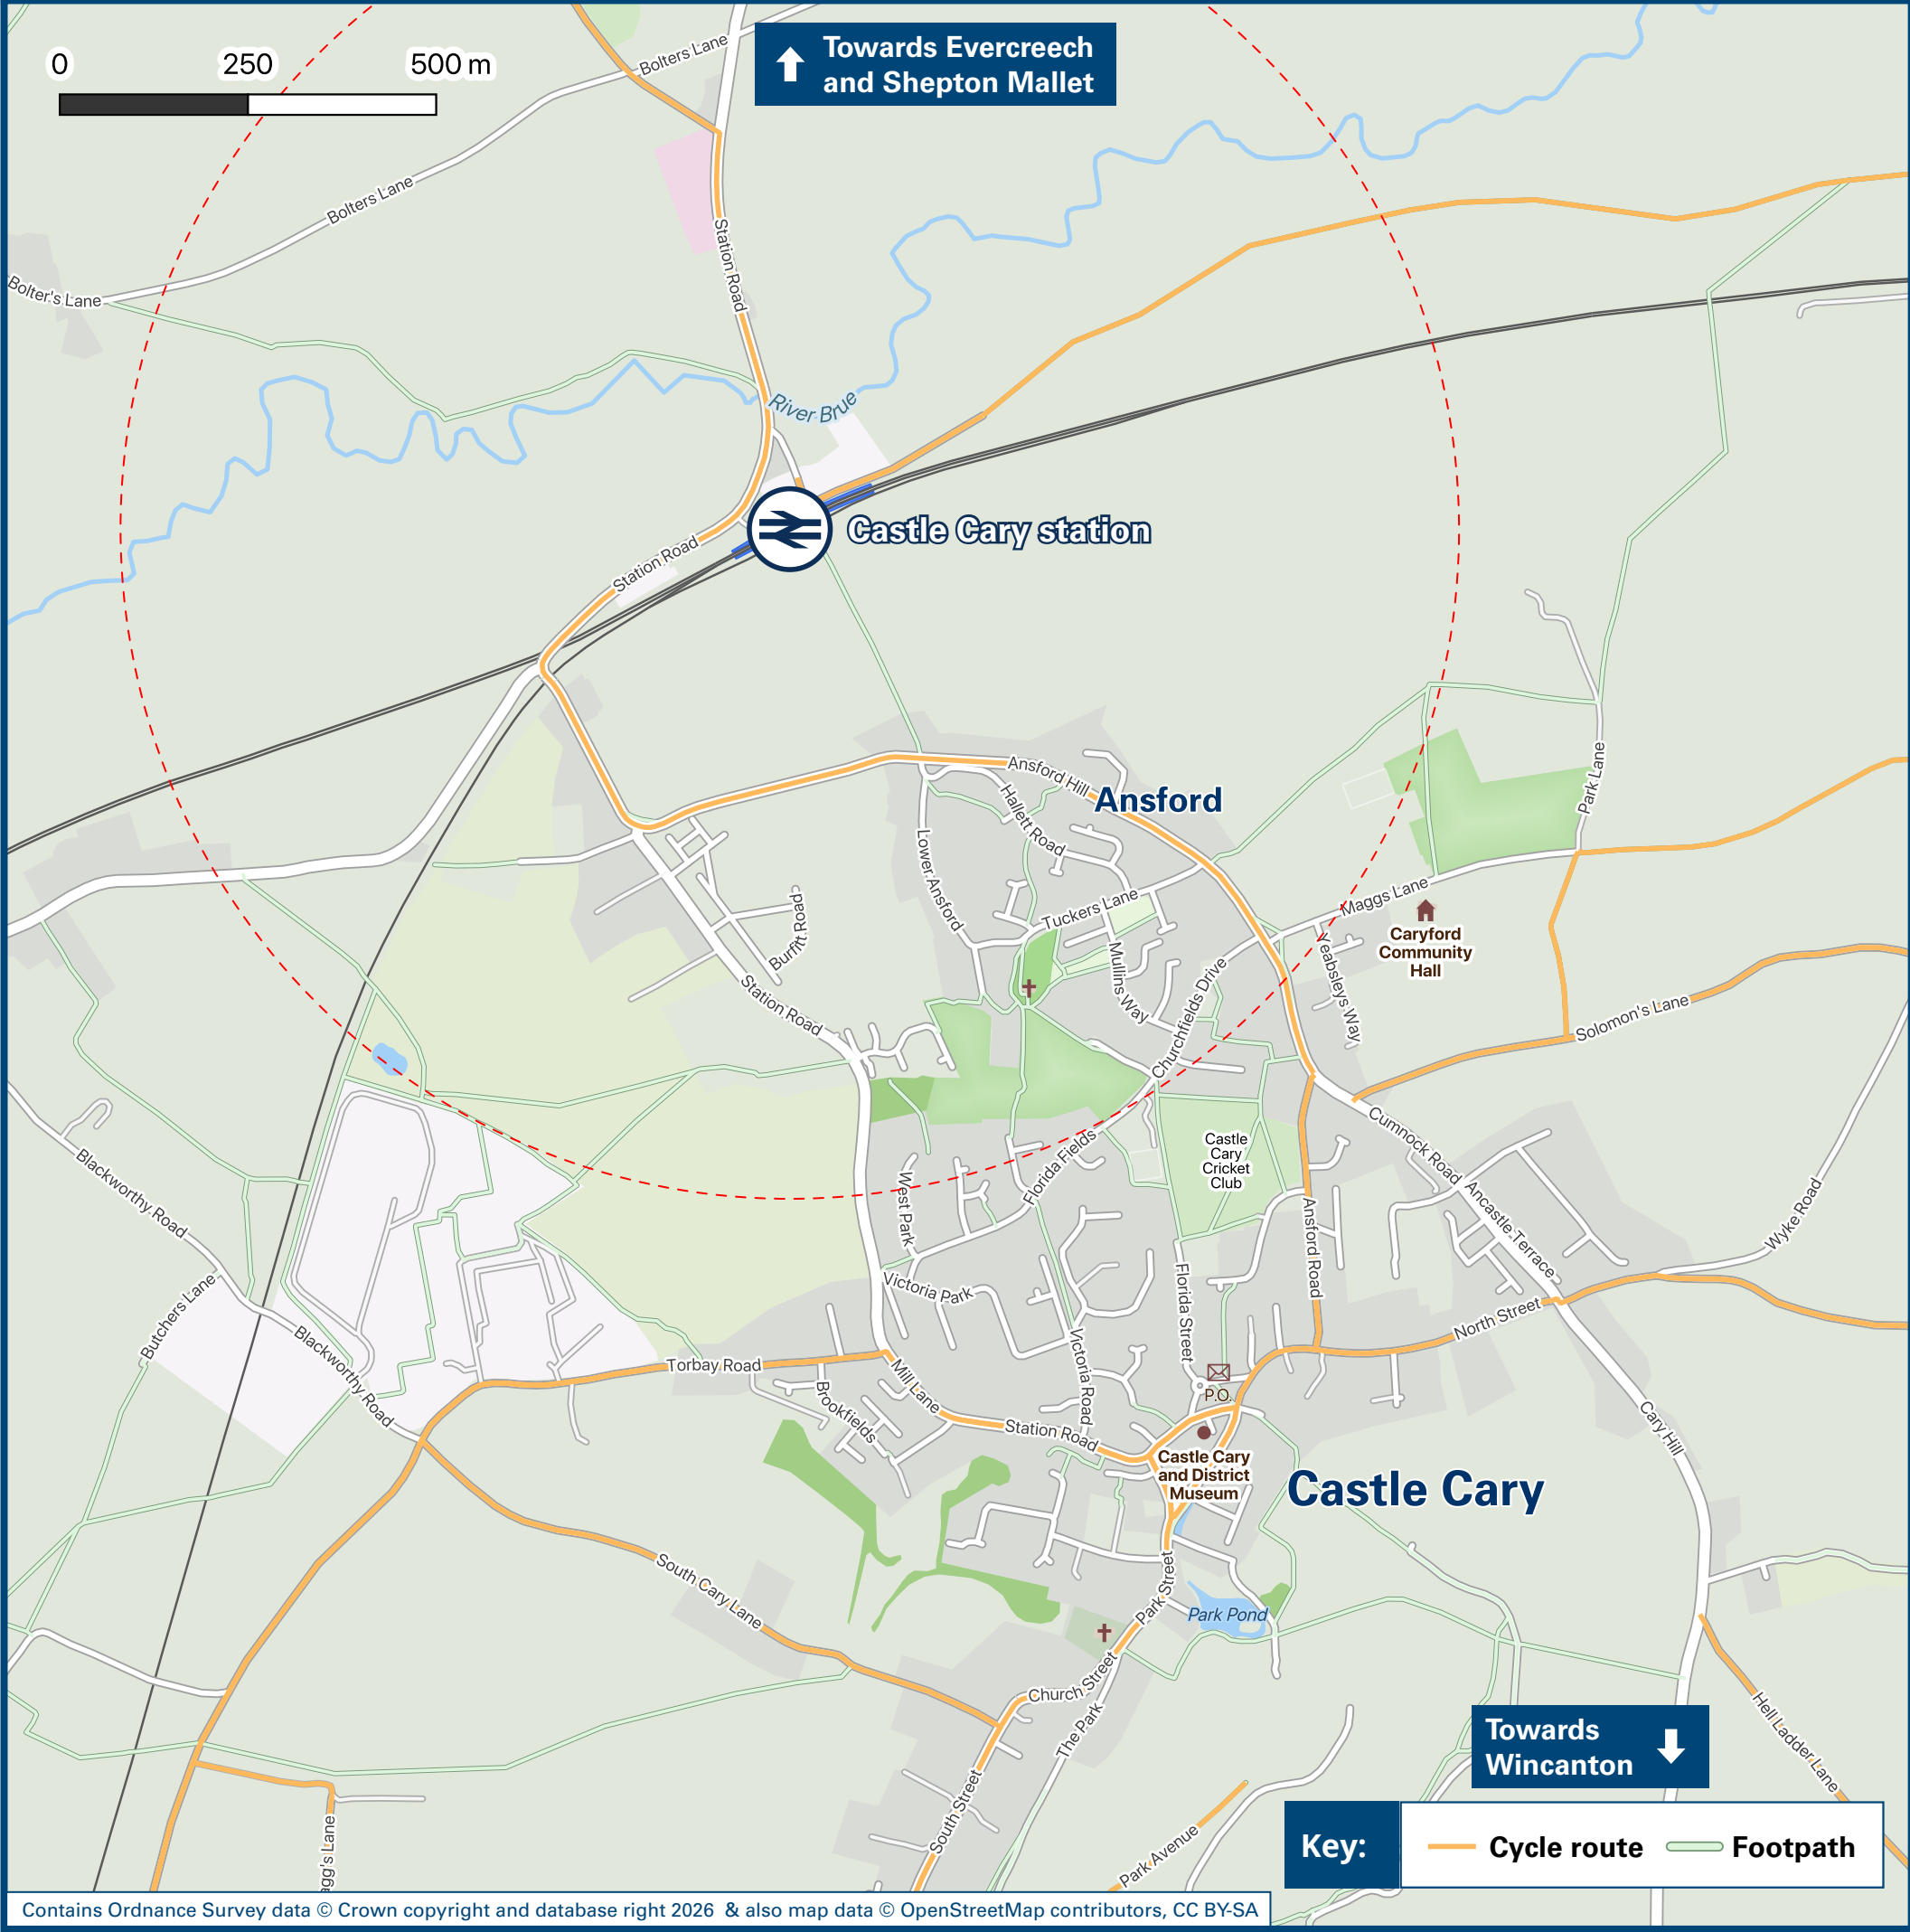 0 250 500 m
Towards Evercreech
and Shepton Mallet
Bolters Lane
Bolters Lane
Bolter's Lane
Station Road
River Brue
Castle Cary station
Station Road
Ansford Hill
Ansford
Hallett Road
Park Lane
Lower Ansford
Tuckers Lane
Maggs Lane
Caryford
Community
Hall
Burfitt Road
Mullins Way
Churchfields Drive
Yeabsleys Way
Station Road
Solomon's Lane
Castle
Cary
Cricket
Club
Cumnock Road
Florida Fields
Blackworthy Road
West Park
Ansford Road
Ancastle Terrace
Wyke Road
Victoria Park
Florida Street
Butchers Lane
Blackworthy Road
North Street
Torbay Road
Mill Lane
Victoria Road
P.O.
Brookfields
Station Road
Cary Hill
Castle Cary
and District
Museum
Castle Cary
South Cary Lane
Park Street
Park Pond
Church Street
The Park
Towards
Wincanton
Hell Ladder Lane
South Street
Park Avenue
agg's Lane
Key:
Cycle route
Footpath
Contains Ordnance Survey data © Crown copyright and database right 2026 & also map data © OpenStreetMap contributors, CC BY-SA